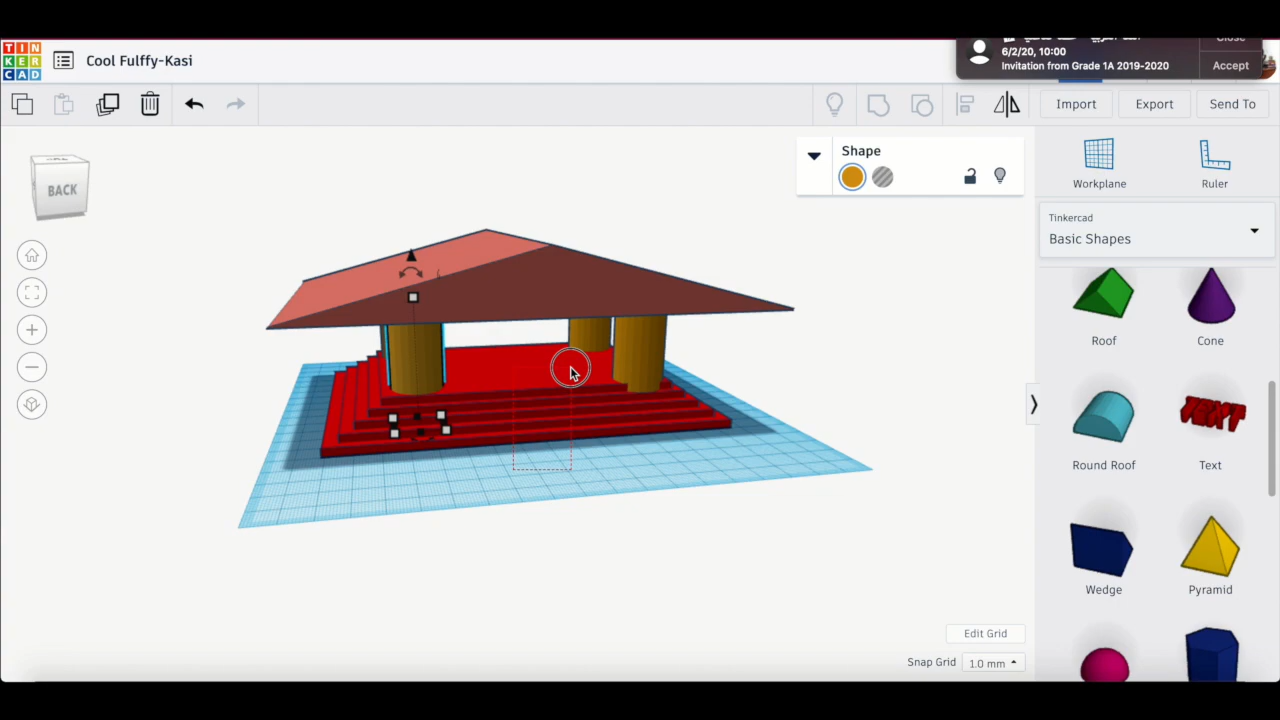 TIN
KER
CAD
Cool Fulffy-Kasi
6/2/20, 10:00
Invitation from Grade 1A 2019-2020
Close
Accept
Import
Export
Send To
BACK
Shape
Workplane
Ruler
Tinkercad
Basic Shapes
Roof
Cone
Round Roof
Text
TEXT
Wedge
Pyramid
Edit Grid
Snap Grid
1.0 mm